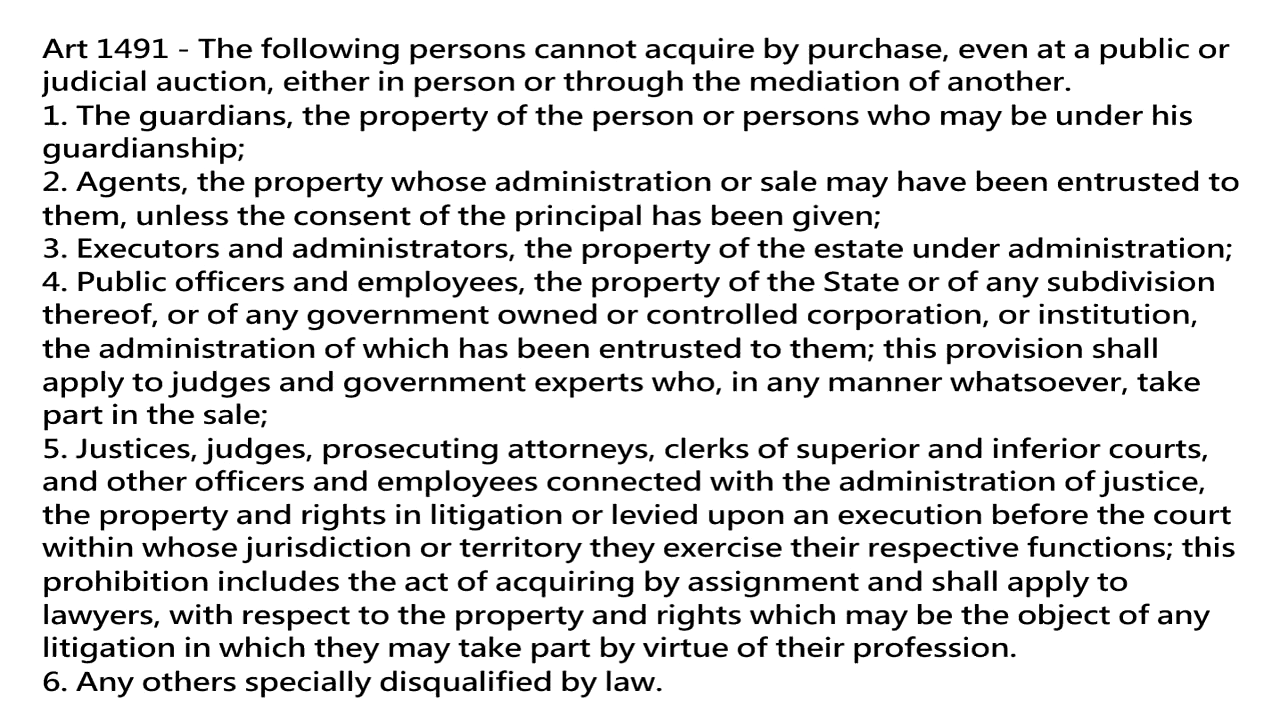 Art 1491 - The following persons cannot acquire by purchase, even at a public or
judicial auction, either in person or through the mediation of another.
1. The guardians, the property of the person or persons who may be under his
guardianship;
2. Agents, the property whose administration or sale may have been entrusted to
them, unless the consent of the principal has been given;
3. Executors and administrators, the property of the estate under administration;
4. Public officers and employees, the property of the State or of any subdivision
thereof, or of any government owned or controlled corporation, or institution,
the administration of which has been entrusted to them; this provision shall
apply to judges and government experts who, in any manner whatsoever, take
part in the sale;
5. Justices, judges, prosecuting attorneys, clerks of superior and inferior courts,
and other officers and employees connected with the administration of justice,
the property and rights in litigation or levied upon an execution before the court
within whose jurisdiction or territory they exercise their respective functions; this
prohibition includes the act of acquiring by assignment and shall apply to
lawyers, with respect to the property and rights which may be the object of any
litigation in which they may take part by virtue of their profession.
6. Any others specially disqualified by law.